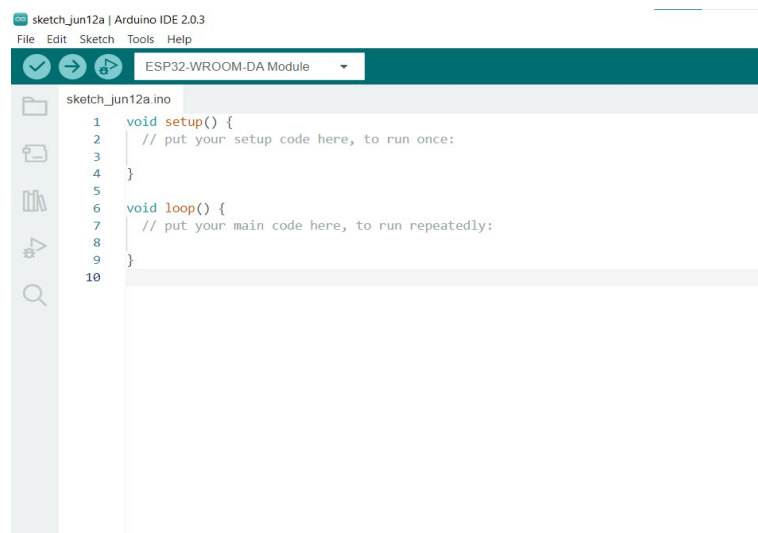 sketch_jun12a | Arduino IDE 2.0.3
File Edit Sketch Tools Help
ESP32-WROOM-DA Module
sketch_jun12a.ino
1 void setup() {
2 // put your setup code here, to run once:
3
4 }
5
6 void loop() {
7 // put your main code here, to run repeatedly:
8
9 }
10